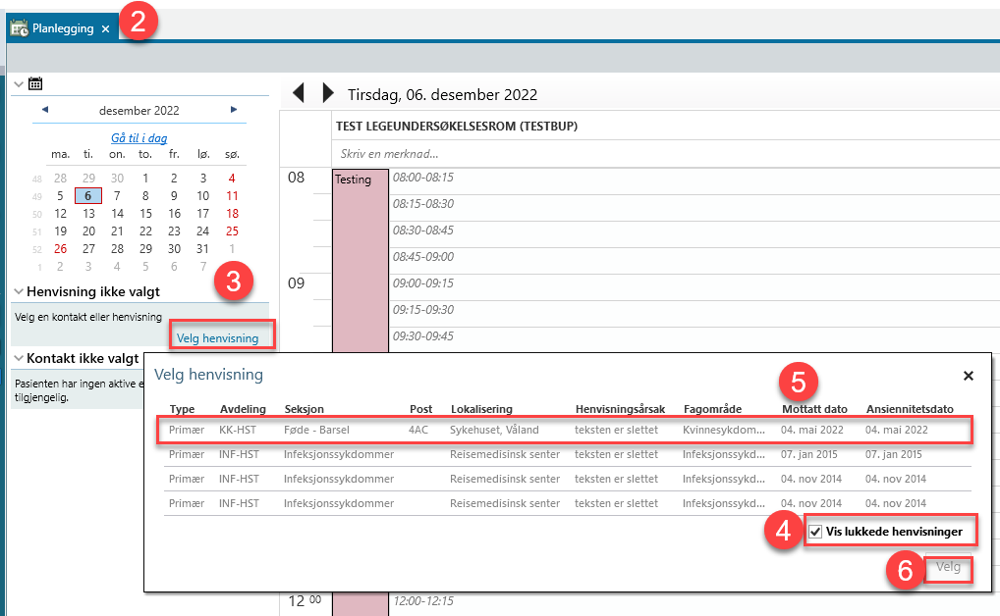 Planlegging ×
2
desember 2022
Gå til i dag
ma. ti. on. to. fr. lø. sø.
48 28 29 30 1 2 3 4
49 5 6 7 8 9 10 11
50 12 13 14 15 16 17 18
51 19 20 21 22 23 24 25
52 26 27 28 29 30 31 1
1 2 3 4 5 6 7
3
Henvisning ikke valgt
Velg en kontakt eller henvisning
Velg henvisning
Kontakt ikke valgt
Pasienten har ingen aktive
tilgjengelig.
Tirsdag, 06. desember 2022
TEST LEGEUNDERSØKELSESROM (TESTBUP)
Skriv en merknad...
08 Testing 08:00-08:15
08:15-08:30
08:30-08:45
08:45-09:00
09 09:00-09:15
09:15-09:30
09:30-09:45
Velg henvisning
5
Type Avdeling Seksjon Post Lokalisering Henvisningsårsak Fagområde Mottatt dato Ansiennitetsdato
Primær KK-HST Føde - Barsel 4AC Sykehuset, Våland teksten er slettet Kvinnesykdom... 04. mai 2022 04. mai 2022
Primær INF-HST Infeksjonssykdommer Reisemedisinsk senter teksten er slettet Infeksjonssykd... 07. jan 2015 07. jan 2015
Primær INF-HST Infeksjonssykdommer Reisemedisinsk senter teksten er slettet Infeksjonssykd... 04. nov 2014 04. nov 2014
Primær INF-HST Infeksjonssykdommer Reisemedisinsk senter teksten er slettet Infeksjonssykd... 04. nov 2014 04. nov 2014
4
Vis lukkede henvisninger
6
Velg
12 00 12:00-12:15